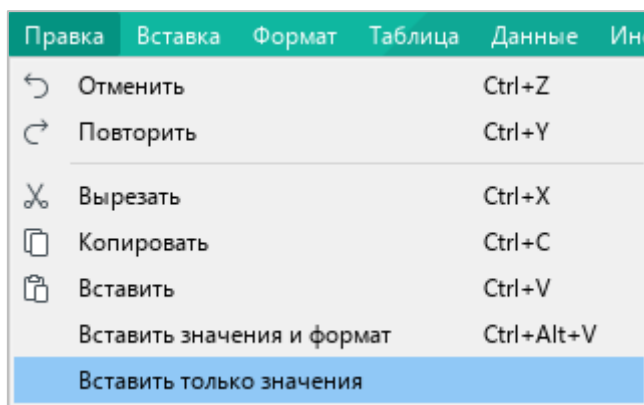 Правка Вставка Формат Таблица Данные
Отменить Ctrl+Z
Повторить Ctrl+Y
Вырезать Ctrl+X
Копировать Ctrl+C
Вставить Ctrl+V
Вставить значения и формат Ctrl+Alt+V
Вставить только значения